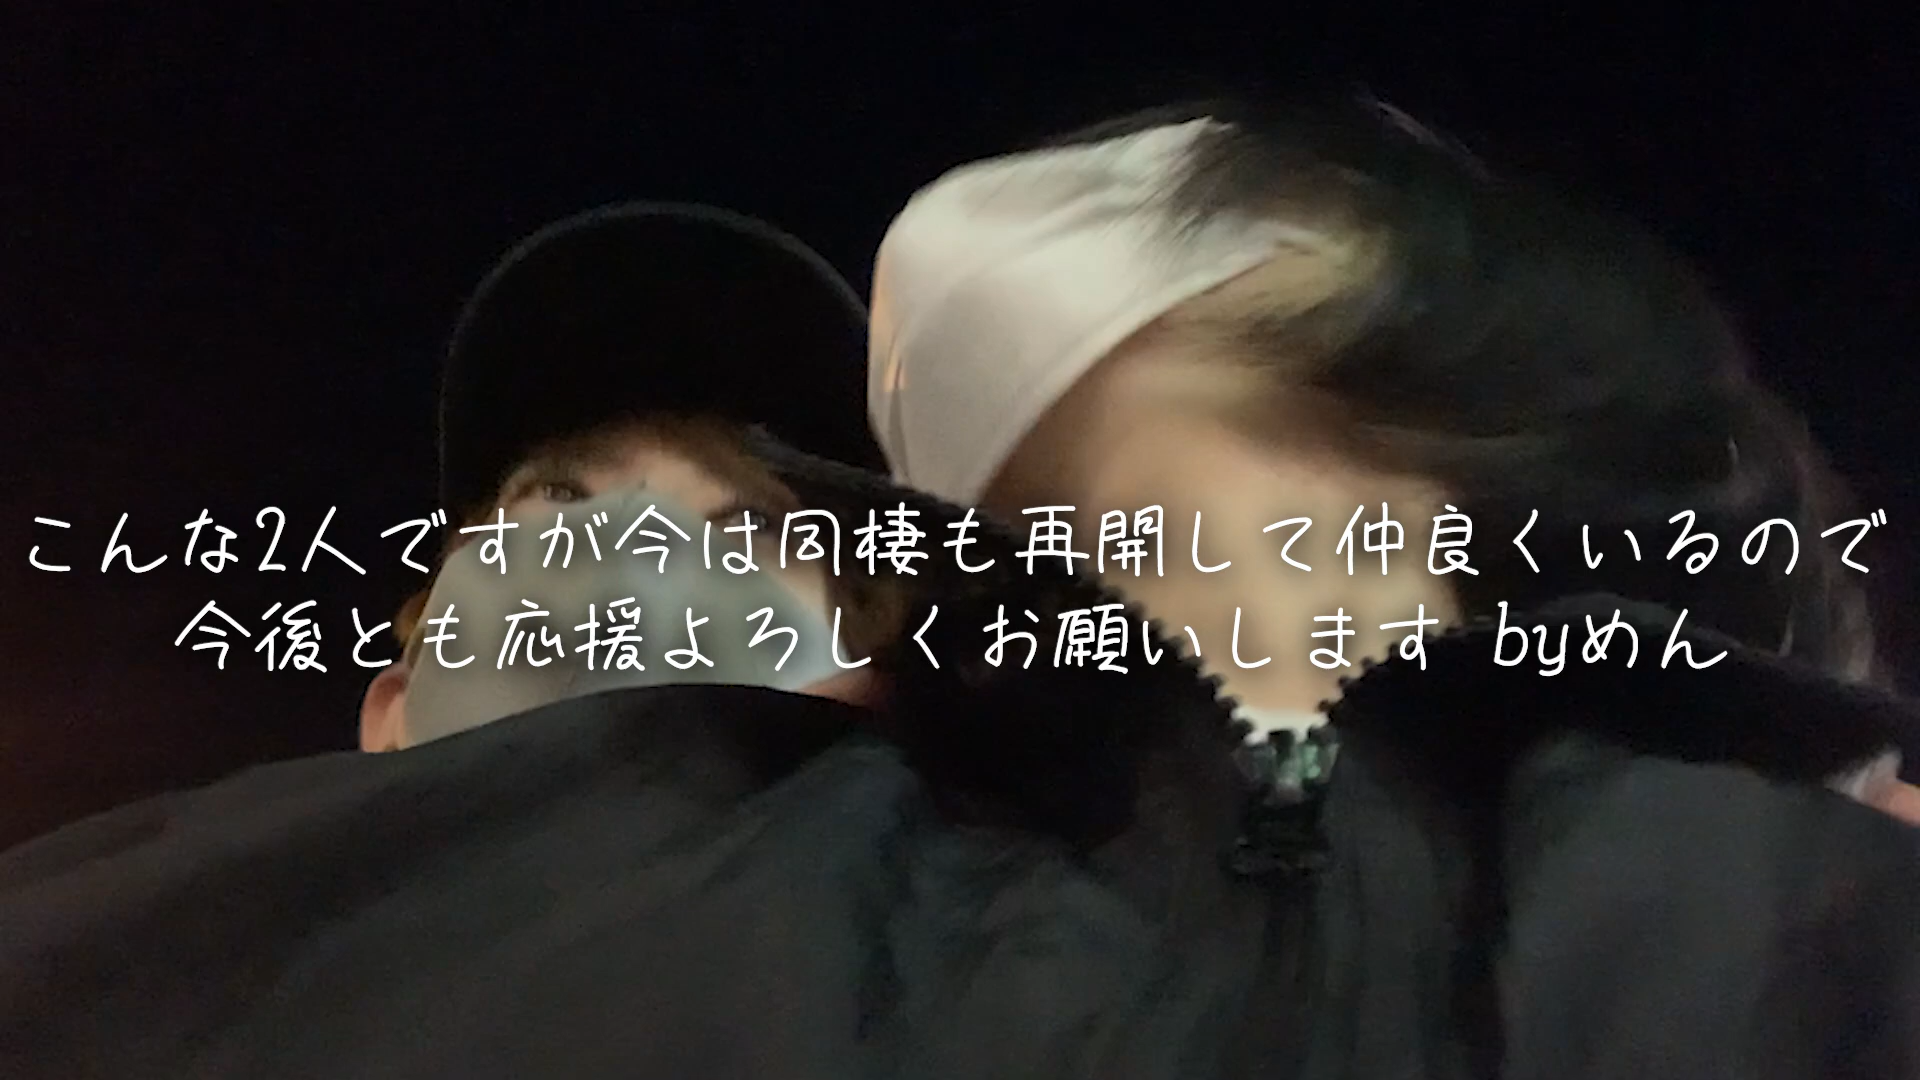 こんな2人ですが今は同棲も再開して仲良くいるので
今後とも応援よろしくお願いします byめん